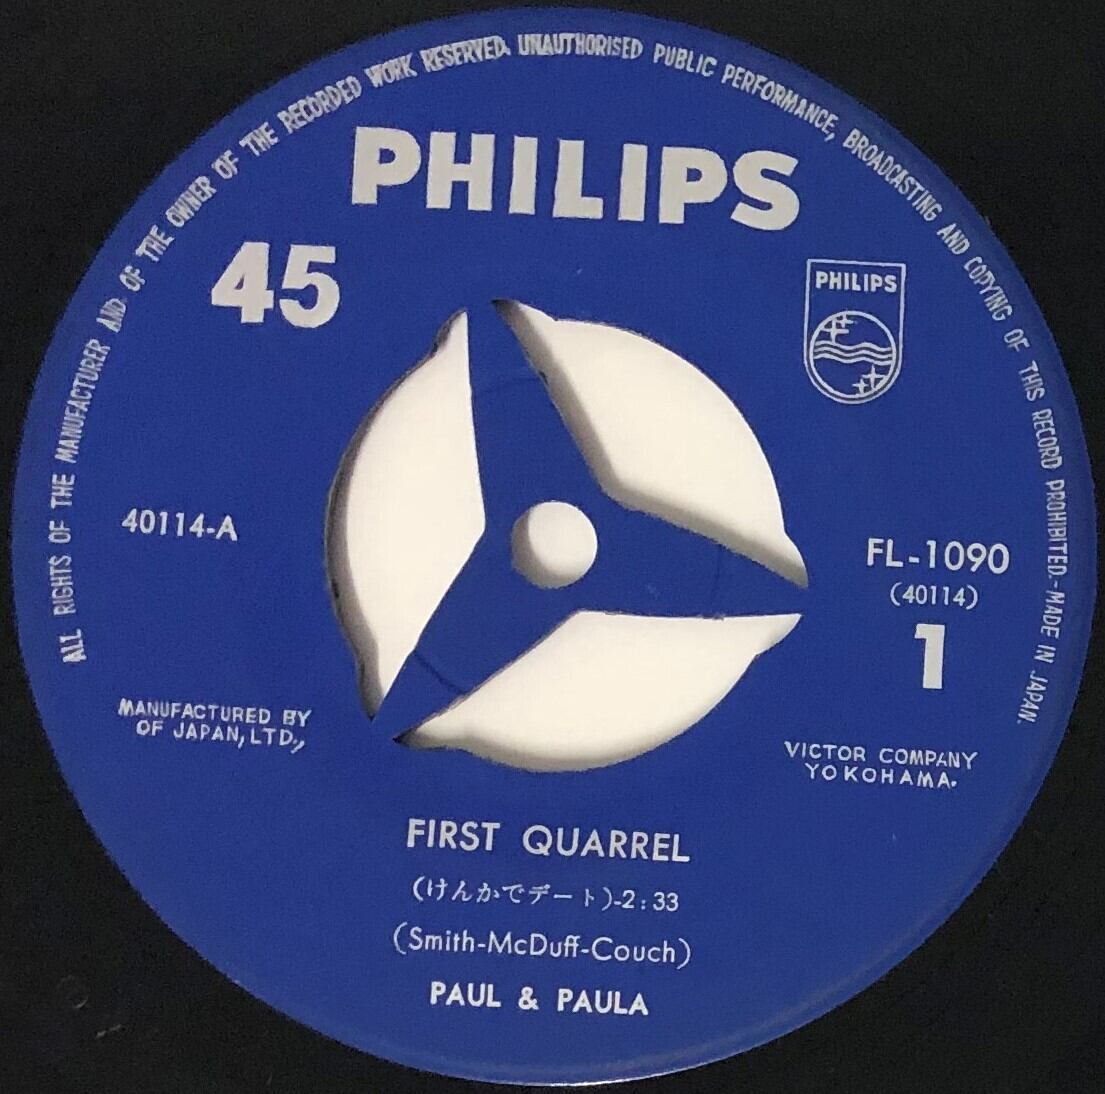 ALL RIGHTS OF THE MANUFACTURER AND OF THE OWNER OF THE RECORDED WORK RESERVED. UNAUTHORISED PUBLIC PERFORMANCE, BROADCASTING AND COPYING OF THIS RECORD PROHIBITED.-MADE IN JAPAN.
PHILIPS
45
PHILIPS
40114-A
FL-1090
(40114)
1
MANUFACTURED BY
OF JAPAN, LTD.,
VICTOR COMPANY
YOKOHAMA.
FIRST QUARREL
(けんかでデート)-2:33
(Smith-McDuff-Couch)
PAUL & PAULA